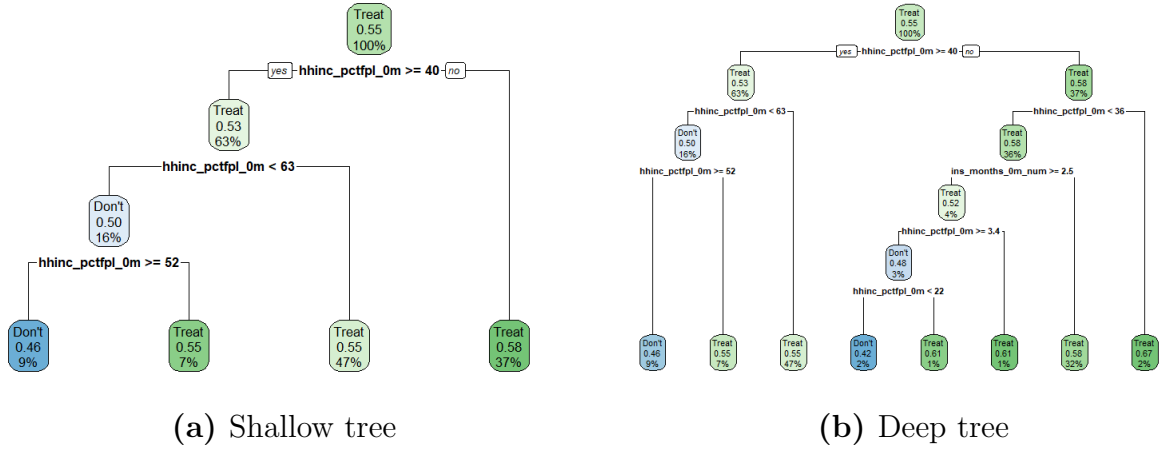 Treat
0.55
100%
yes hhinc_pctfpl_0m >= 40 no
Treat
0.53
63%
hhinc_pctfpl_0m < 63
Don't
0.50
16%
hhinc_pctfpl_0m >= 52
Don't
0.46
9%
Treat
0.55
7%
Treat
0.55
47%
Treat
0.58
37%
(a) Shallow tree
Treat
0.55
100%
yes hhinc_pctfpl_0m >= 40 no
Treat
0.53
63%
Treat
0.58
37%
hhinc_pctfpl_0m < 63
hhinc_pctfpl_0m < 36
Don't
0.50
16%
Treat
0.58
36%
hhinc_pctfpl_0m >= 52
ins_months_0m_num >= 2.5
Treat
0.52
4%
hhinc_pctfpl_0m >= 3.4
Don't
0.48
3%
hhinc_pctfpl_0m < 22
Don't
0.46
9%
Treat
0.55
7%
Treat
0.55
47%
Don't
0.42
2%
Treat
0.61
1%
Treat
0.61
1%
Treat
0.58
32%
Treat
0.67
2%
(b) Deep tree